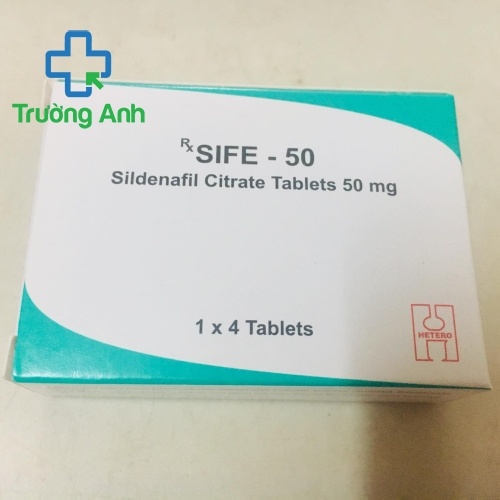 Trường Anh
Rx SIFE - 50
Sildenafil Citrate Tablets 50 mg
1 x 4 Tablets
HETERO